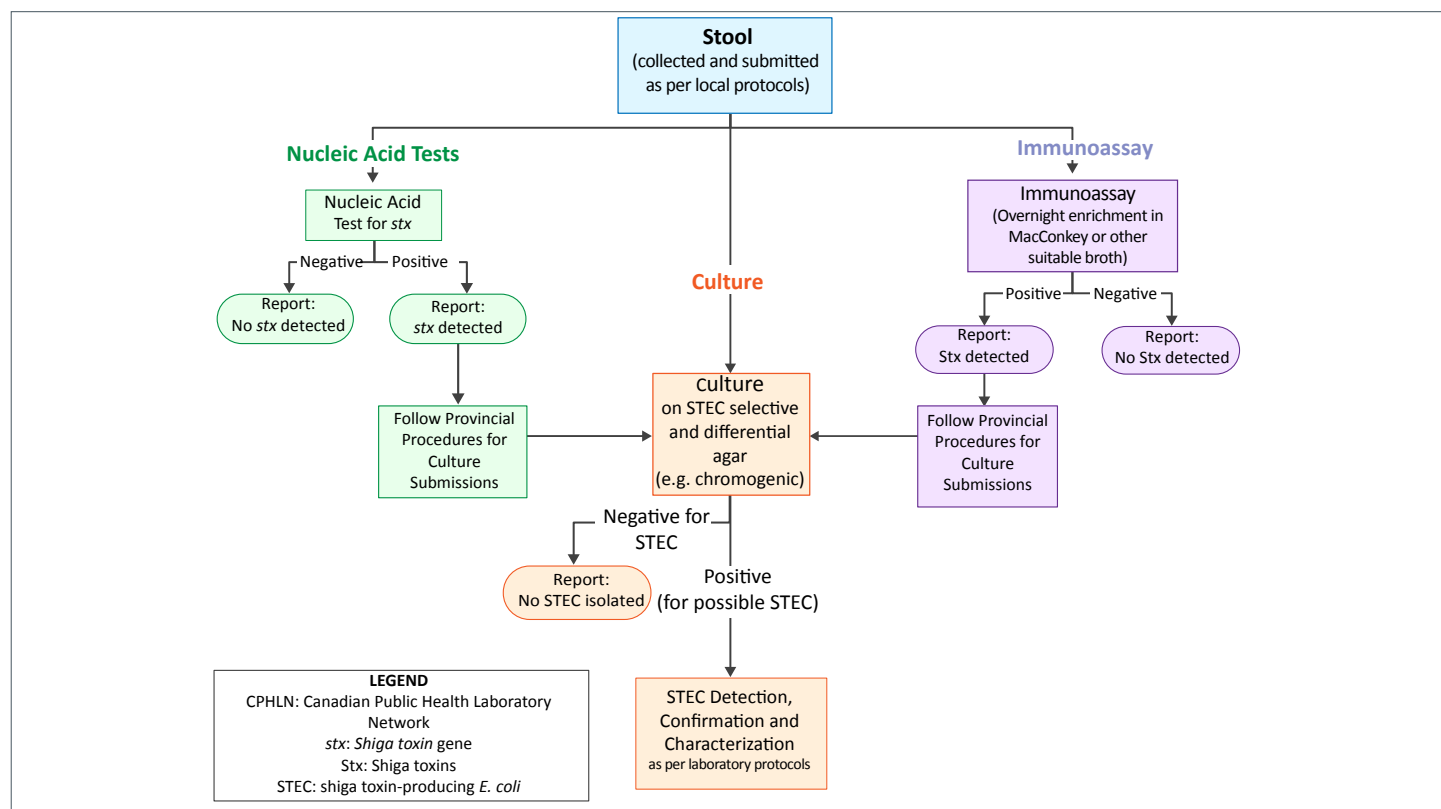 Stool
(collected and submitted
as per local protocols)
Nucleic Acid Tests
Immunoassay
Nucleic Acid
Test for stx
Immunoassay
(Overnight enrichment in
MacConkey or other
suitable broth)
Negative
Positive
Culture
Positive
Negative
Report:
No stx detected
Report:
stx detected
Report:
Stx detected
Report:
No Stx detected
Follow Provincial
Procedures for
Culture
Submissions
Culture
on STEC selective
and differential
agar
(e.g. chromogenic)
Follow Provincial
Procedures for
Culture
Submissions
Negative for
STEC
Report:
No STEC isolated
Positive
(for possible STEC)
STEC Detection,
Confirmation and
Characterization
as per laboratory protocols
LEGEND
CPHLN: Canadian Public Health Laboratory
Network
stx: Shiga toxin gene
Stx: Shiga toxins
STEC: shiga toxin-producing E. coli